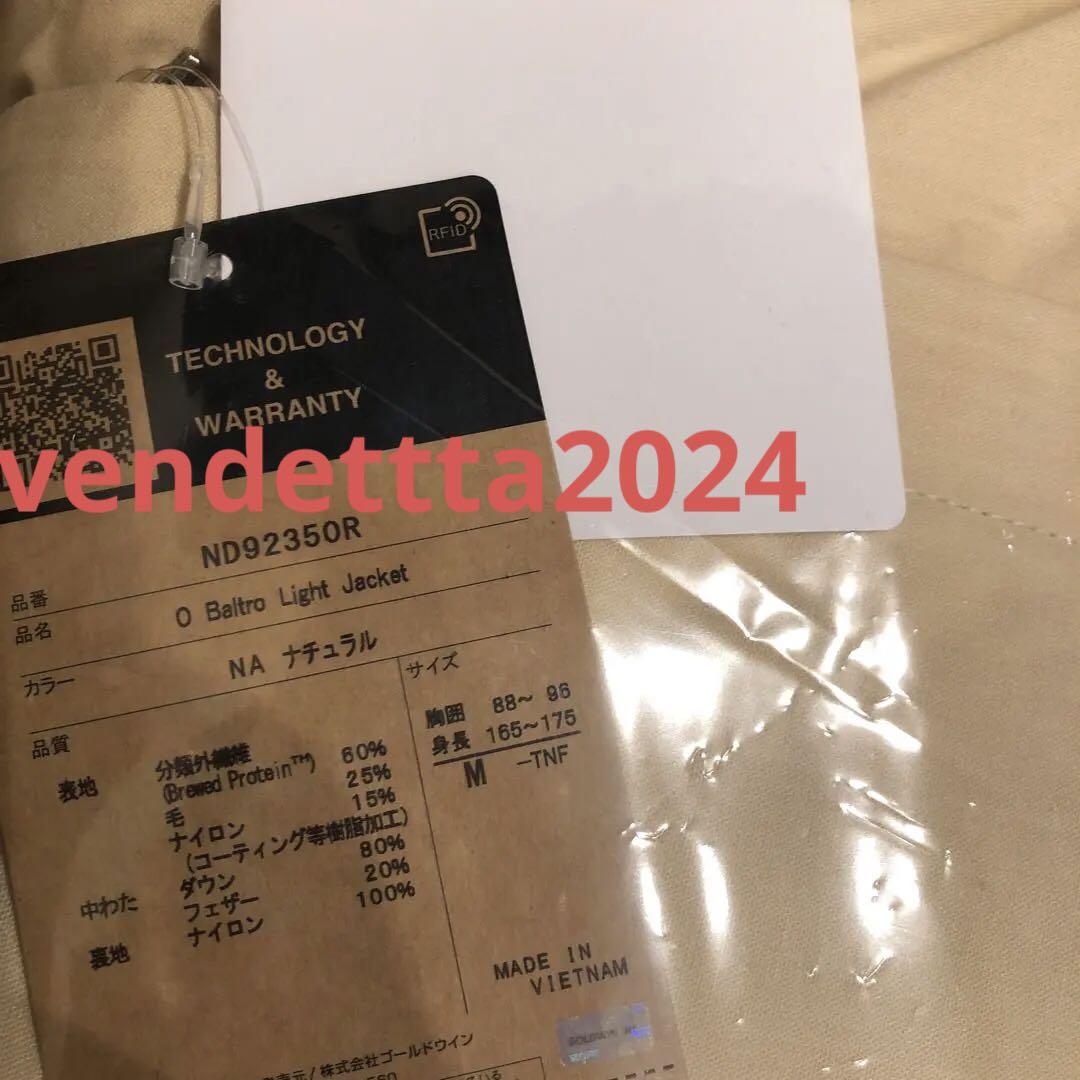 RFID
TECHNOLOGY
&
WARRANTY
vendettta2024
品番 ND92350R
品名 O Baltro Light Jacket
カラー NA ナチュラル
サイズ
胸囲 88～ 96
身長 165～175
M -TNF
品質
表地 分類外繊維
(Brewed Protein™) 60%
毛 25%
ナイロン 15%
(コーティング等樹脂加工)
中わた ダウン 80%
フェザー 20%
裏地 ナイロン 100%
MADE IN
VIETNAM
/株式会社ゴールドウイン